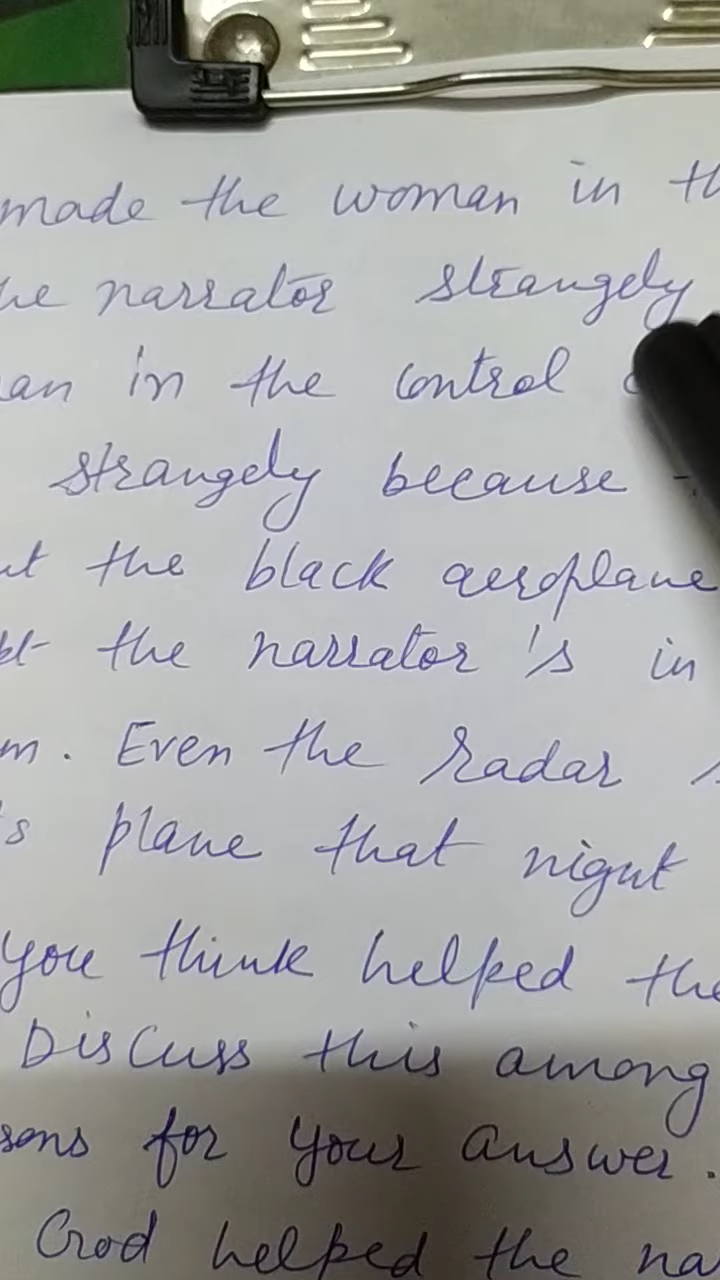 made the woman in th
he narrator strangely
an in the control
strangely because
ut the black aeroplane
bt the narrator's in
m. Even the radar s
's plane that night
you think helped the
Discuss this among
sons for your answer.
God helped the na